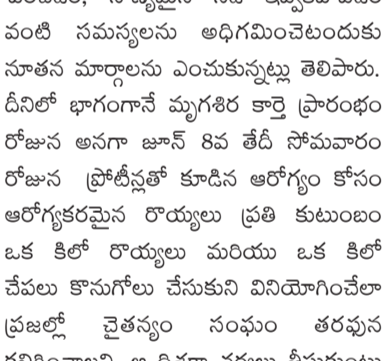 వంటి సమస్యలను అధిగమించెటందుకు
నూతన మార్గాలను ఎంచుకున్నట్లు తెలిపారు.
దీనిలో భాగంగానే మృగశిర కార్తె ప్రారంభం
రోజున అనగా జూన్ 8వ తేదీ సోమవారం
రోజున ప్రోటీన్లతో కూడిన ఆరోగ్యం కోసం
ఆరోగ్యకరమైన రొయ్యలు ప్రతి కుటుంబం
ఒక కిలో రొయ్యలు మరియు ఒక కిలో
చేపలు కొనుగోలు చేసుకుని వినియోగించేలా
ప్రజల్లో చైతన్యం సంఘం తరఫున